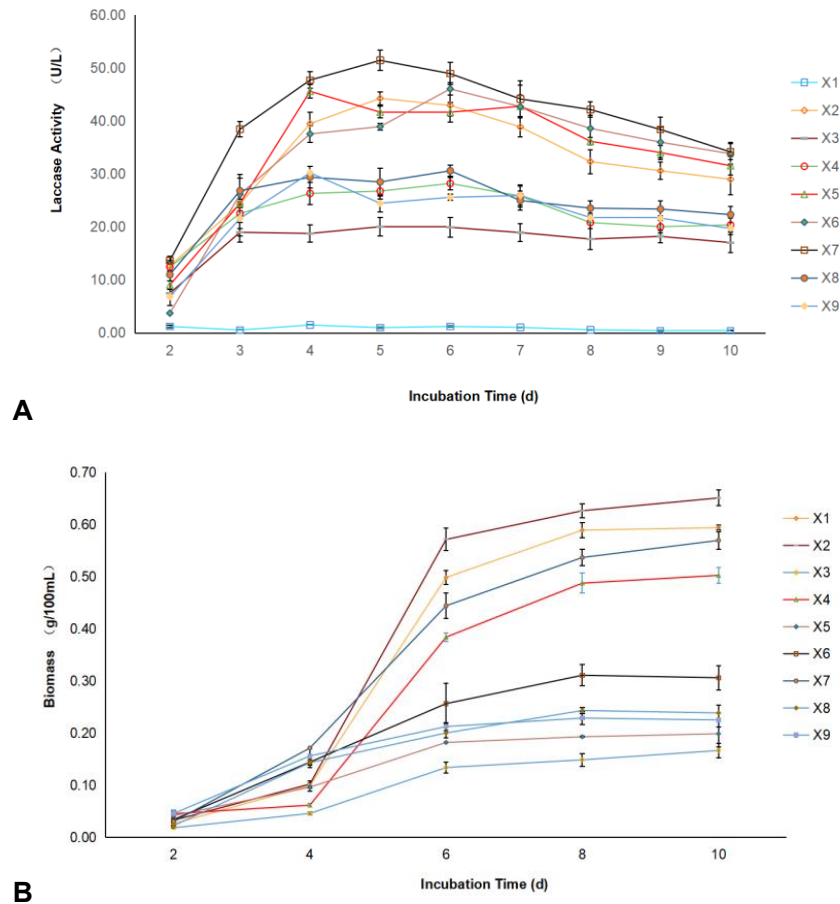 60.00
50.00
40.00
30.00
20.00
10.00
0.00
Laccase Activity （U/L）
2 3 4 5 6 7 8 9 10
Incubation Time (d)
X1
X2
X3
X4
X5
X6
X7
X8
X9
A
0.70
0.60
0.50
0.40
0.30
0.20
0.10
0.00
Biomass （g/100mL）
2 4 6 8 10
Incubation Time (d)
X1
X2
X3
X4
X5
X6
X7
X8
X9
B